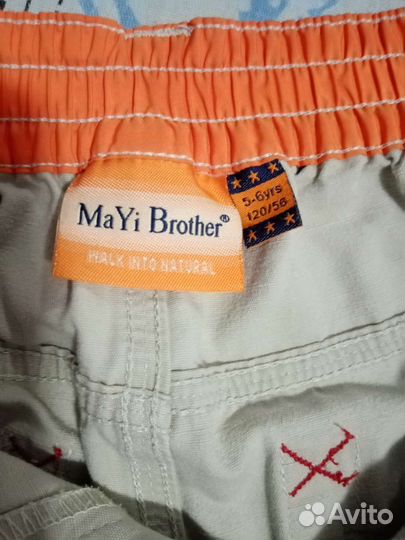 MaYi Brother®
WALK INTO NATURAL
5-6yrs
120/56
Avito